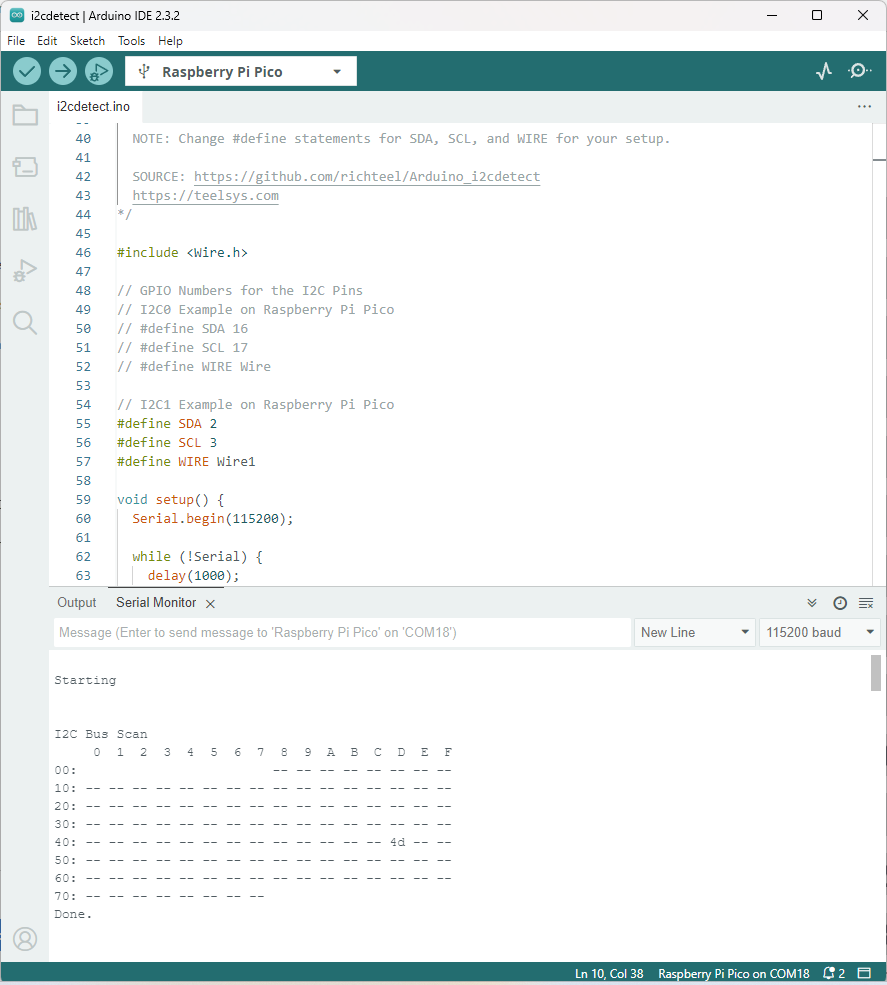 i2cdetect | Arduino IDE 2.3.2
File Edit Sketch Tools Help
Raspberry Pi Pico
i2cdetect.ino
40 NOTE: Change #define statements for SDA, SCL, and WIRE for your setup.
41
42 SOURCE: https://github.com/richteel/Arduino_i2cdetect
43 https://teelsys.com
44 */
45
46 #include <Wire.h>
47
48 // GPIO Numbers for the I2C Pins
49 // I2C0 Example on Raspberry Pi Pico
50 // #define SDA 16
51 // #define SCL 17
52 // #define WIRE Wire
53
54 // I2C1 Example on Raspberry Pi Pico
55 #define SDA 2
56 #define SCL 3
57 #define WIRE Wire1
58
59 void setup() {
60 Serial.begin(115200);
61
62 while (!Serial) {
63 delay(1000);
Output Serial Monitor
Message (Enter to send message to 'Raspberry Pi Pico' on 'COM18') New Line 115200 baud
Starting
I2C Bus Scan
0 1 2 3 4 5 6 7 8 9 A B C D E F
00: -- -- -- -- -- -- -- --
10: -- -- -- -- -- -- -- -- -- -- -- -- -- -- -- --
20: -- -- -- -- -- -- -- -- -- -- -- -- -- -- -- --
30: -- -- -- -- -- -- -- -- -- -- -- -- -- -- -- --
40: -- -- -- -- -- -- -- -- -- -- -- -- -- 4d -- --
50: -- -- -- -- -- -- -- -- -- -- -- -- -- -- -- --
60: -- -- -- -- -- -- -- -- -- -- -- -- -- -- -- --
70: -- -- -- -- -- -- -- --
Done.
Ln 10, Col 38 Raspberry Pi Pico on COM18 2